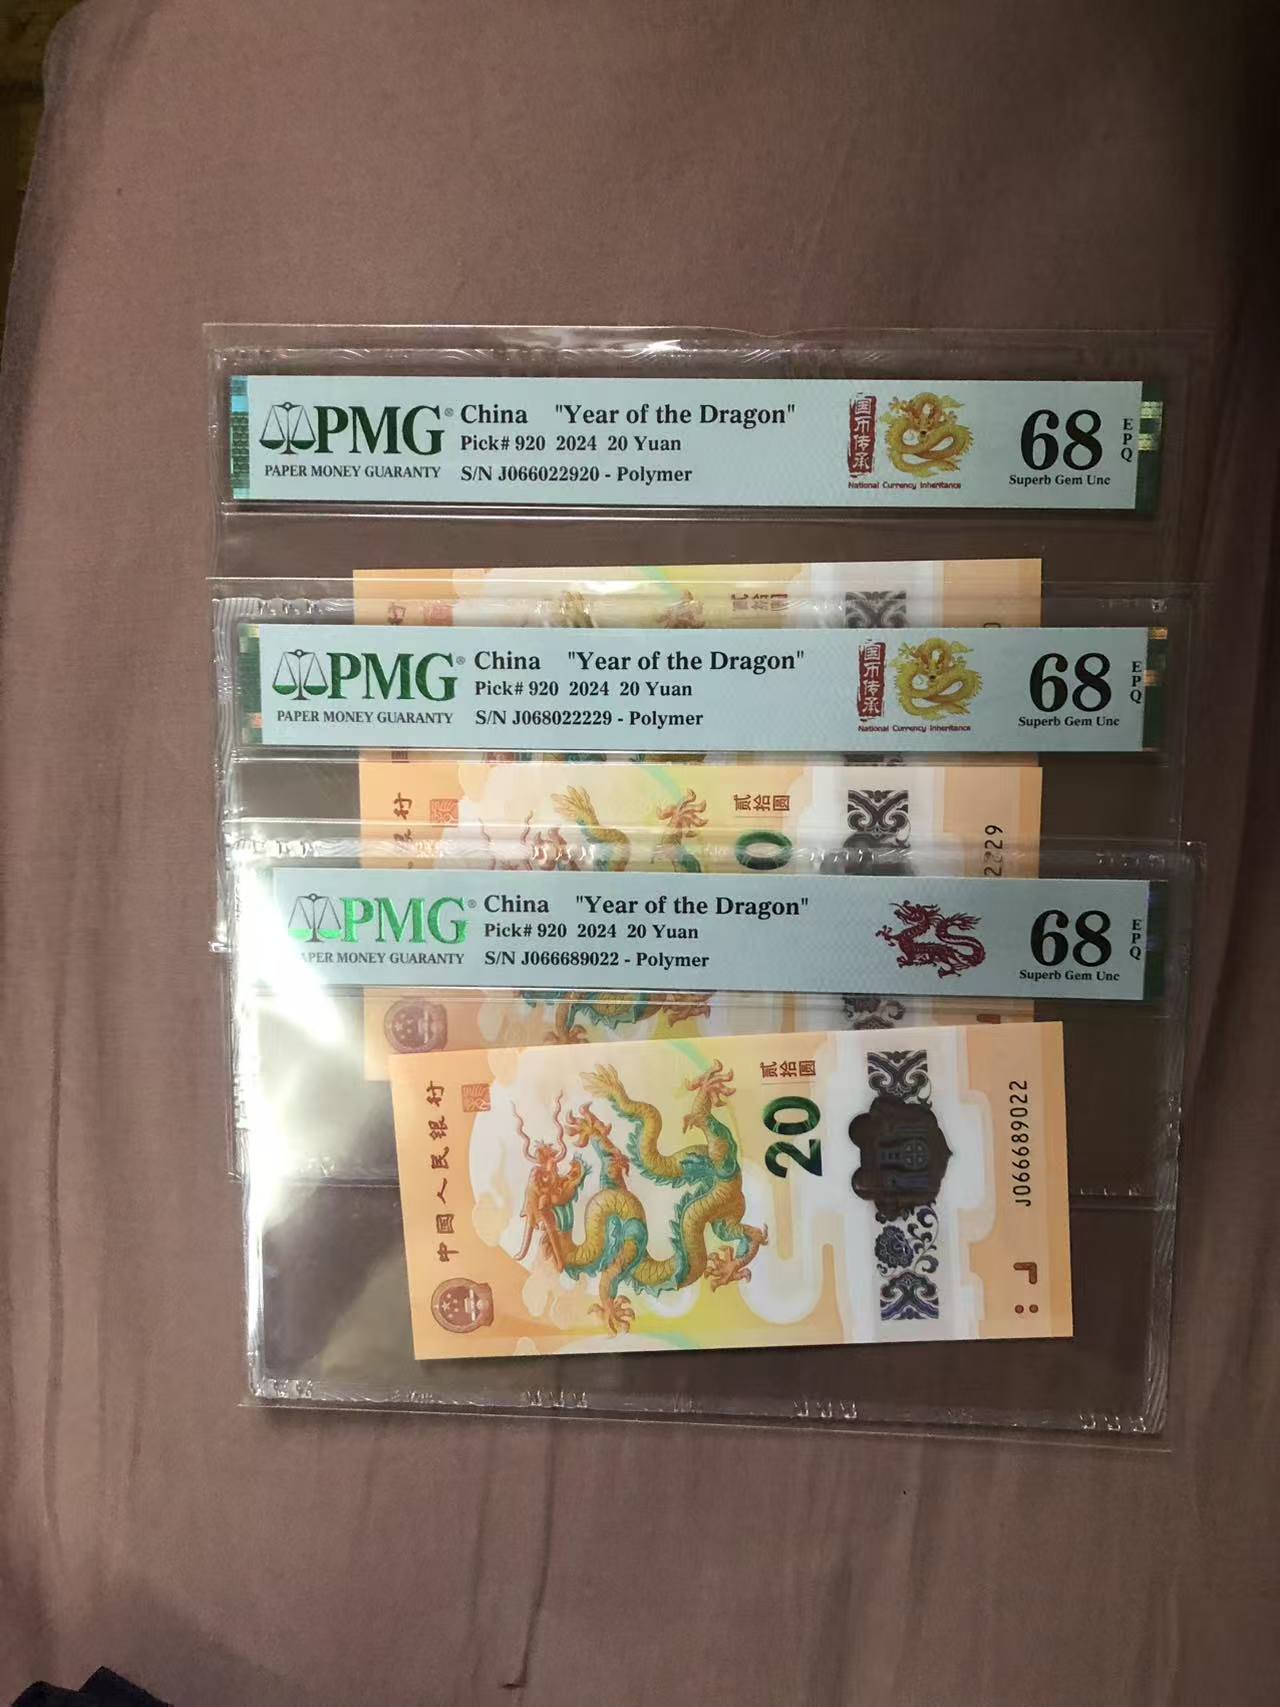 PMG®
PAPER MONEY GUARANTY
China "Year of the Dragon"
Pick# 920 2024 20 Yuan
S/N J066022920 - Polymer
国币传承
National Currency Inheritance
68
Superb Gem Unc
EPQ
PMG®
PAPER MONEY GUARANTY
China "Year of the Dragon"
Pick# 920 2024 20 Yuan
S/N J068022229 - Polymer
国币传承
National Currency Inheritance
68
Superb Gem Unc
EPQ
贰拾圆
0
2229
PMG®
PAPER MONEY GUARANTY
China "Year of the Dragon"
Pick# 920 2024 20 Yuan
S/N J066689022 - Polymer
68
Superb Gem Unc
EPQ
中国人民银行
贰拾圆
20
J066689022